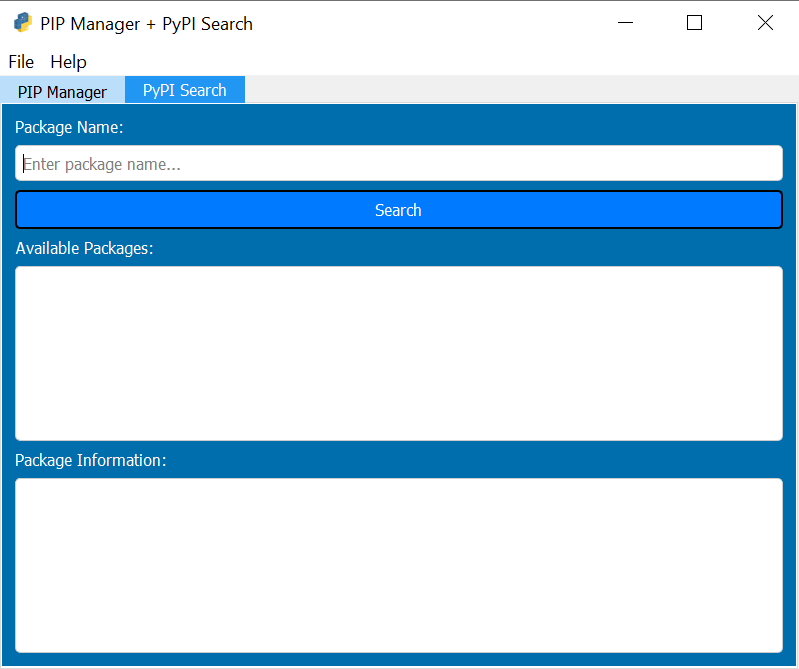 PIP Manager + PyPI Search
File Help
PIP Manager PyPI Search
Package Name:
Enter package name...
Search
Available Packages:
Package Information: